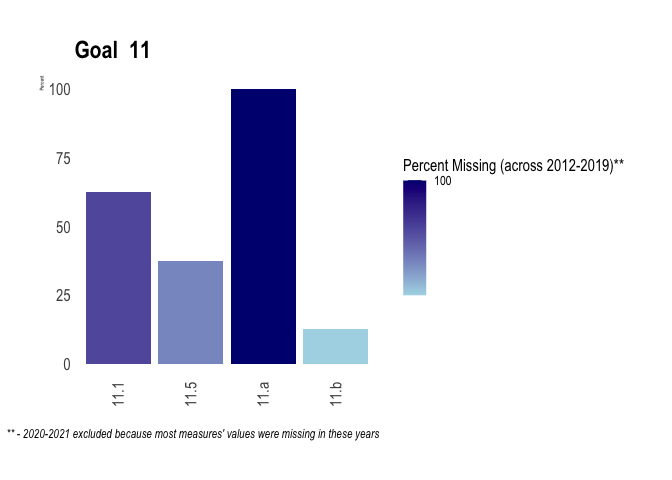 Goal 11
Percent
100
75
50
25
0
11.1
11.5
11.a
11.b
Percent Missing (across 2012-2019)**
100
** - 2020-2021 excluded because most measures' values were missing in these years